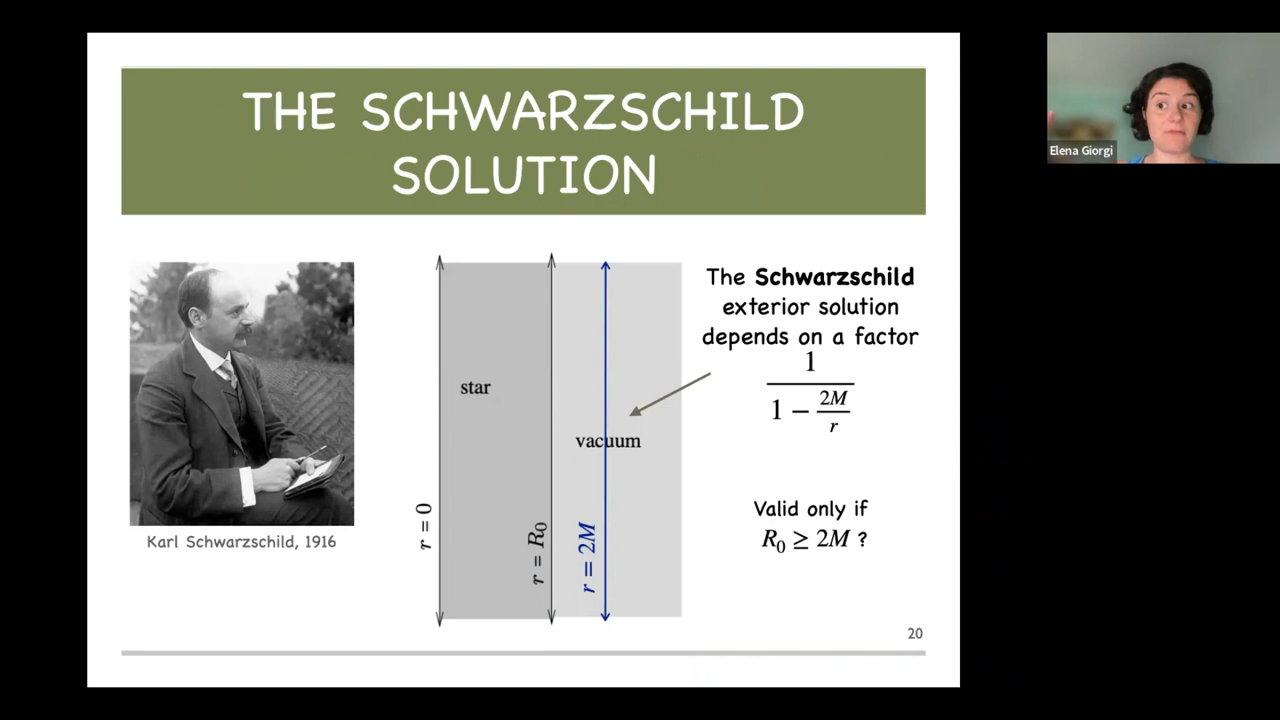 THE SCHWARZSCHILD
SOLUTION
Elena Giorgi
Karl Schwarzschild, 1916
star
vacuum
r = 0
r = R₀
r = 2M
The Schwarzschild
exterior solution
depends on a factor
1
1 − 2M
r
Valid only if
R₀ ≥ 2M ?
20